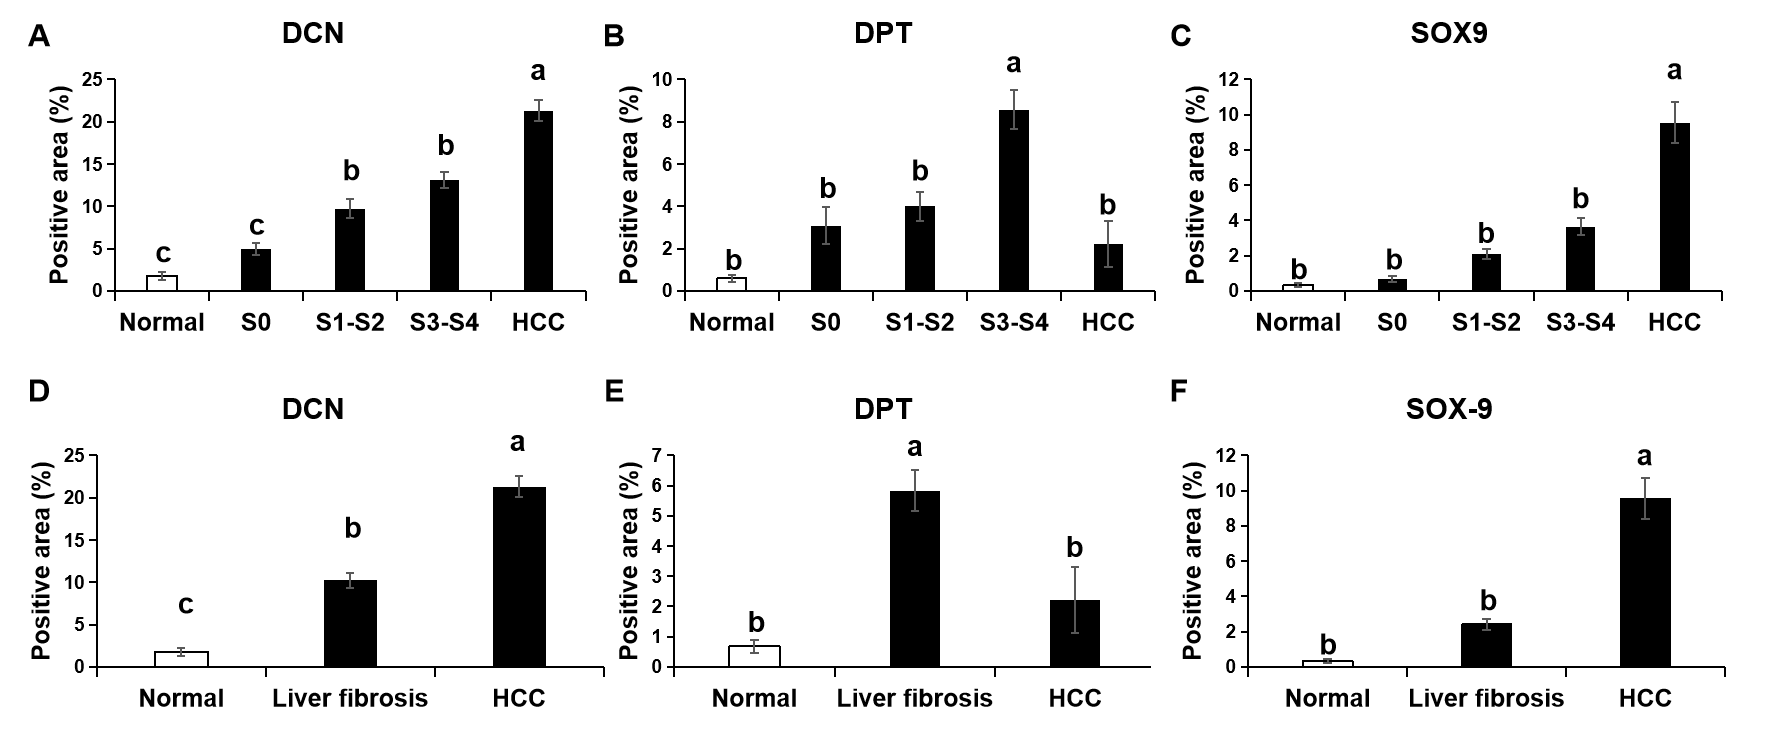 A
DCN
Positive area (%)
25
20
15
10
5
0
c
c
b
b
a
Normal
S0
S1-S2
S3-S4
HCC
B
DPT
Positive area (%)
10
8
6
4
2
0
b
b
b
a
b
Normal
S0
S1-S2
S3-S4
HCC
C
SOX9
Positive area (%)
12
10
8
6
4
2
0
b
b
b
b
a
Normal
S0
S1-S2
S3-S4
HCC
D
DCN
Positive area (%)
25
20
15
10
5
0
c
b
a
Normal
Liver fibrosis
HCC
E
DPT
Positive area (%)
7
6
5
4
3
2
1
0
b
a
b
Normal
Liver fibrosis
HCC
F
SOX-9
Positive area (%)
12
10
8
6
4
2
0
b
b
a
Normal
Liver fibrosis
HCC